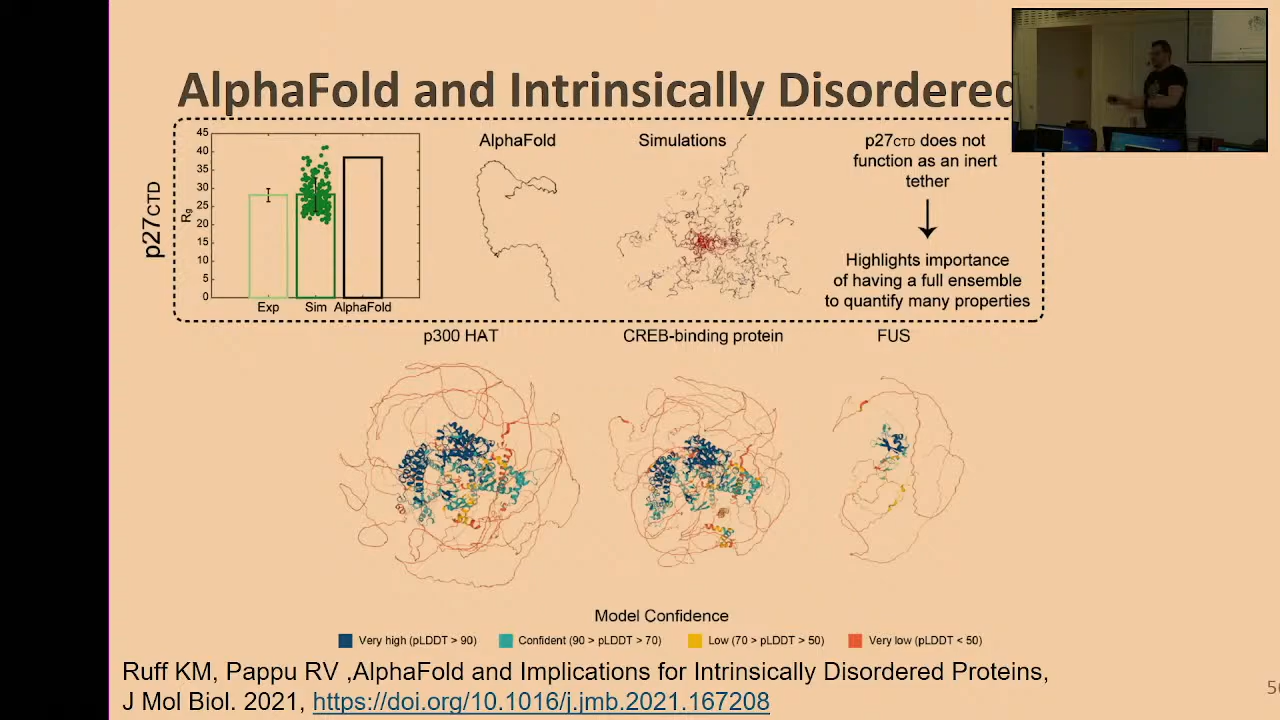 AlphaFold and Intrinsically Disordered
p27CTD
45
40
35
30
25
20
15
10
5
0
Rg
Exp Sim AlphaFold
AlphaFold
Simulations
p27CTD does not
function as an inert
tether
Highlights importance
of having a full ensemble
to quantify many properties
p300 HAT
CREB-binding protein
FUS
Model Confidence
Very high (pLDDT > 90) Confident (90 > pLDDT > 70) Low (70 > pLDDT > 50) Very low (pLDDT < 50)
Ruff KM, Pappu RV ,AlphaFold and Implications for Intrinsically Disordered Proteins,
J Mol Biol. 2021, https://doi.org/10.1016/j.jmb.2021.167208